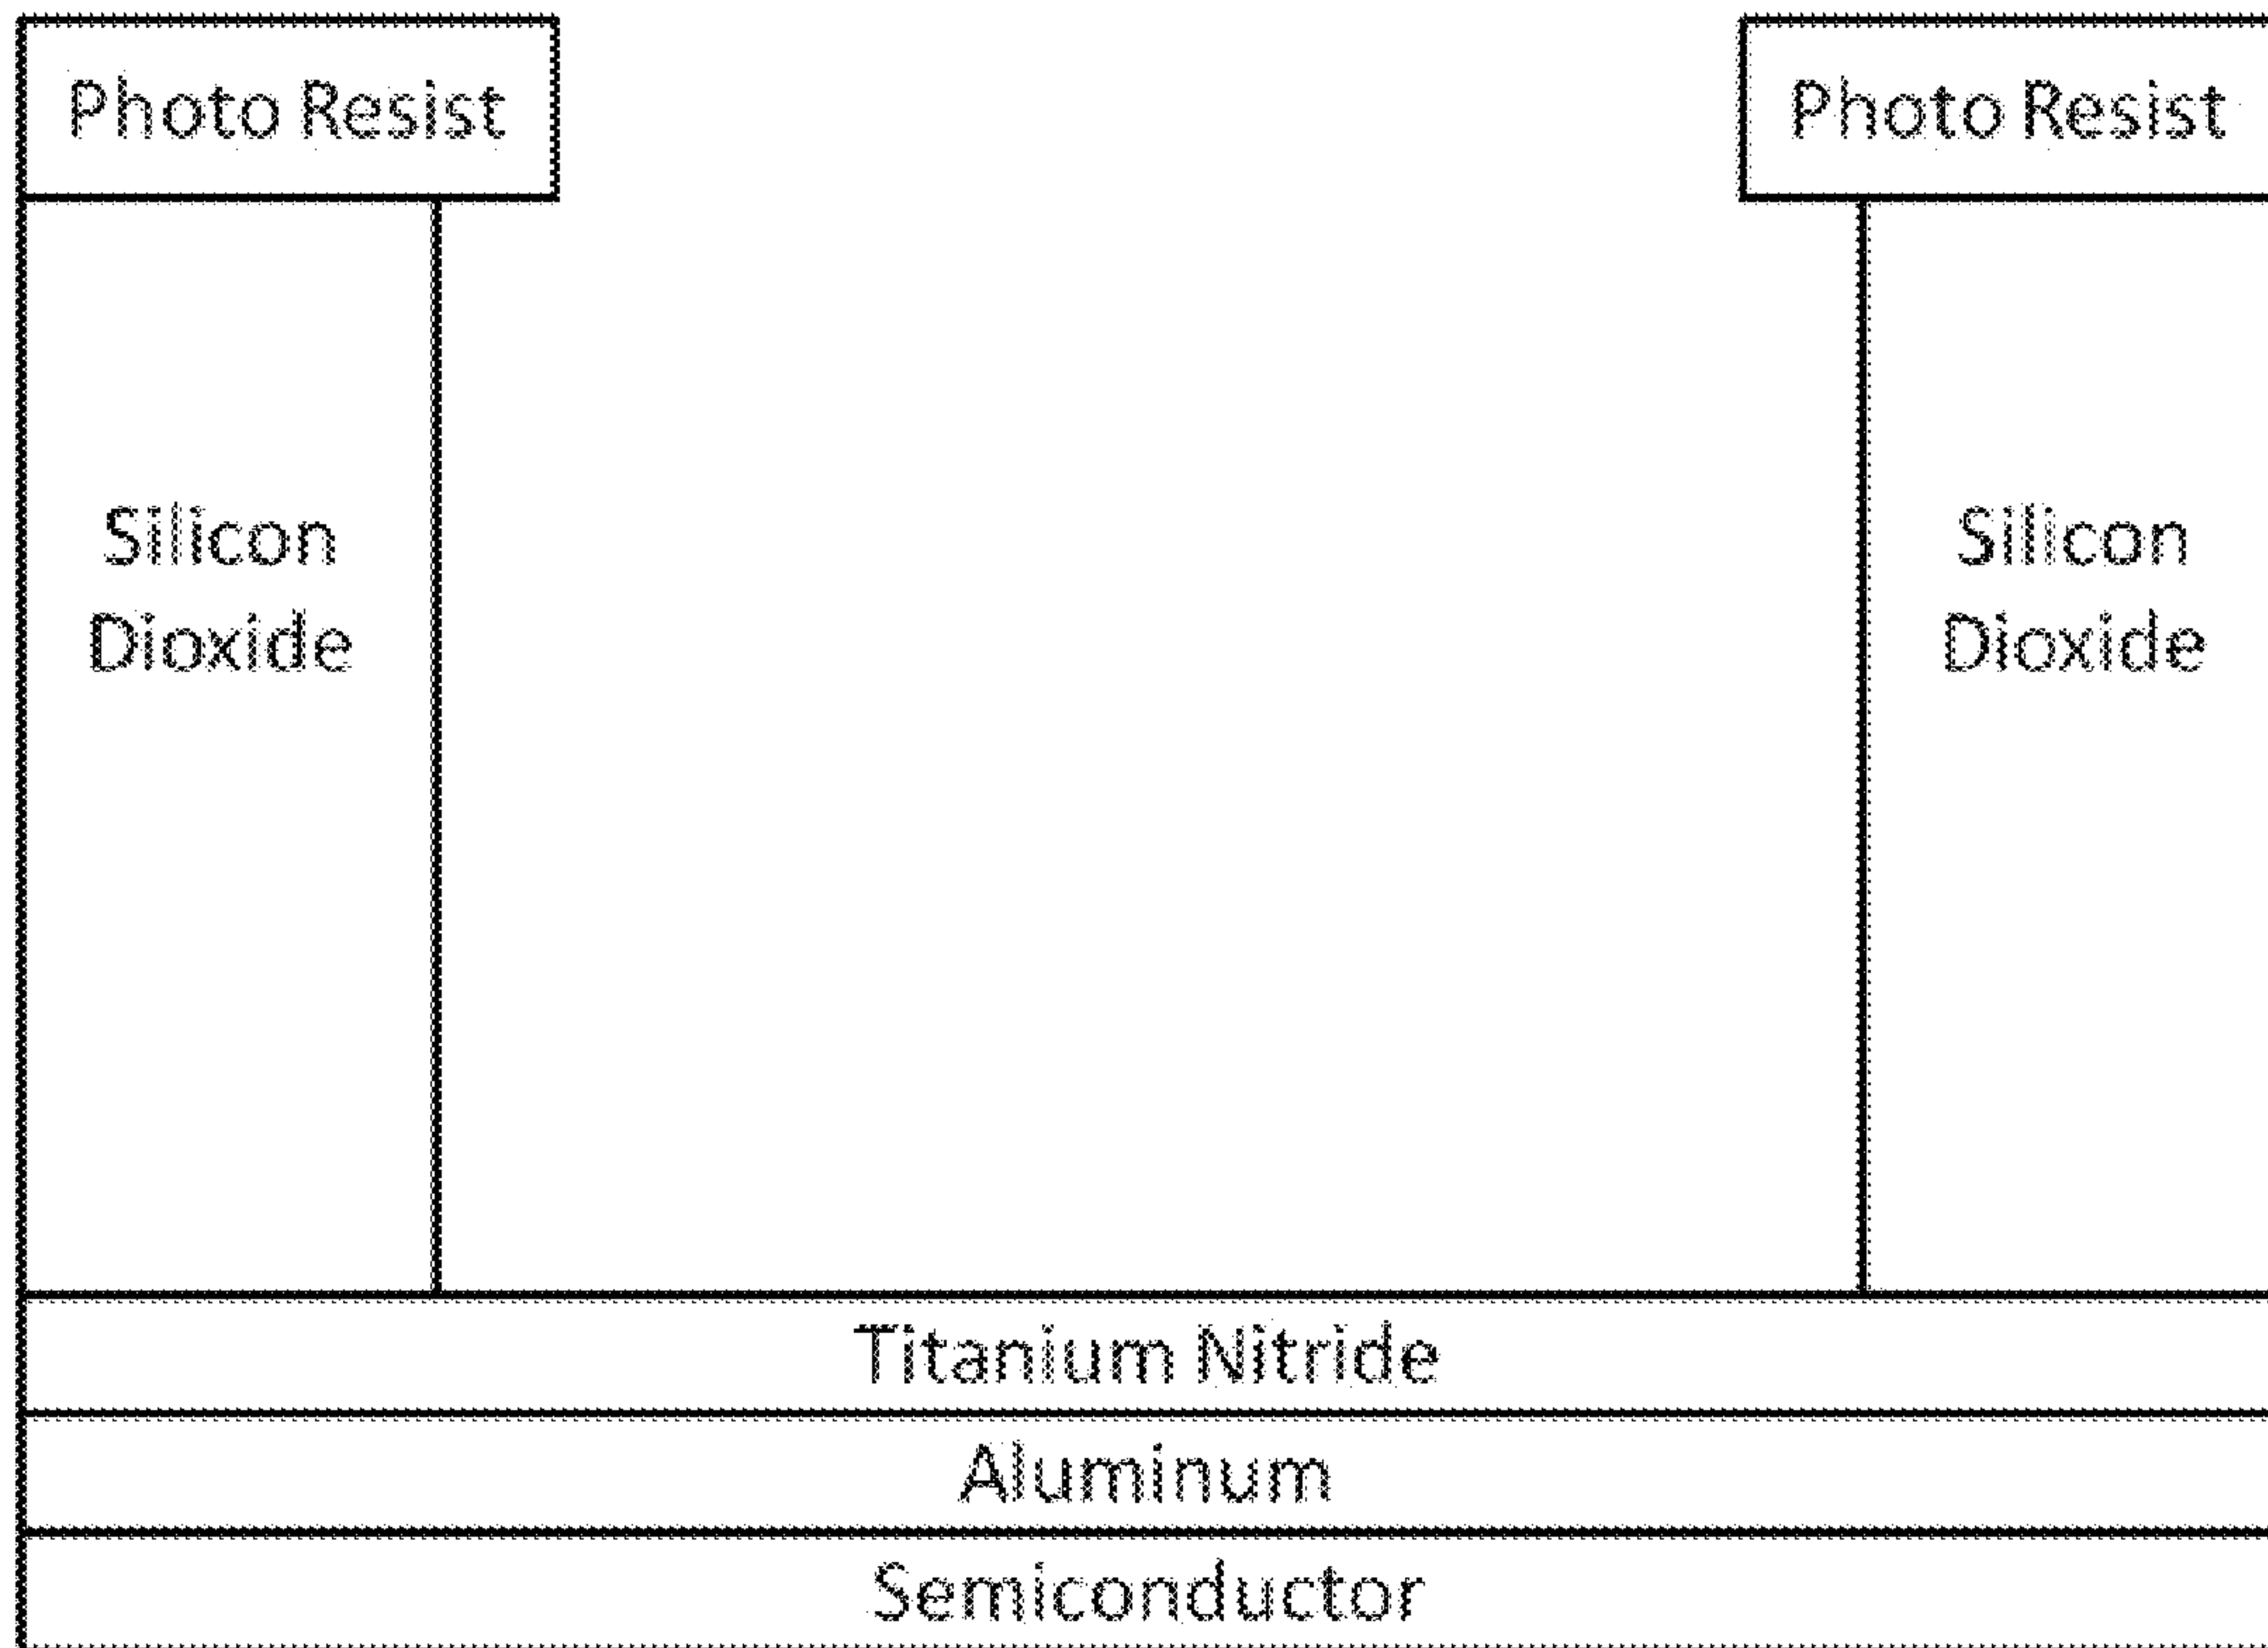 Photo Resist
Photo Resist
Silicon
Dioxide
Silicon
Dioxide
Titanium Nitride
Aluminum
Semiconductor